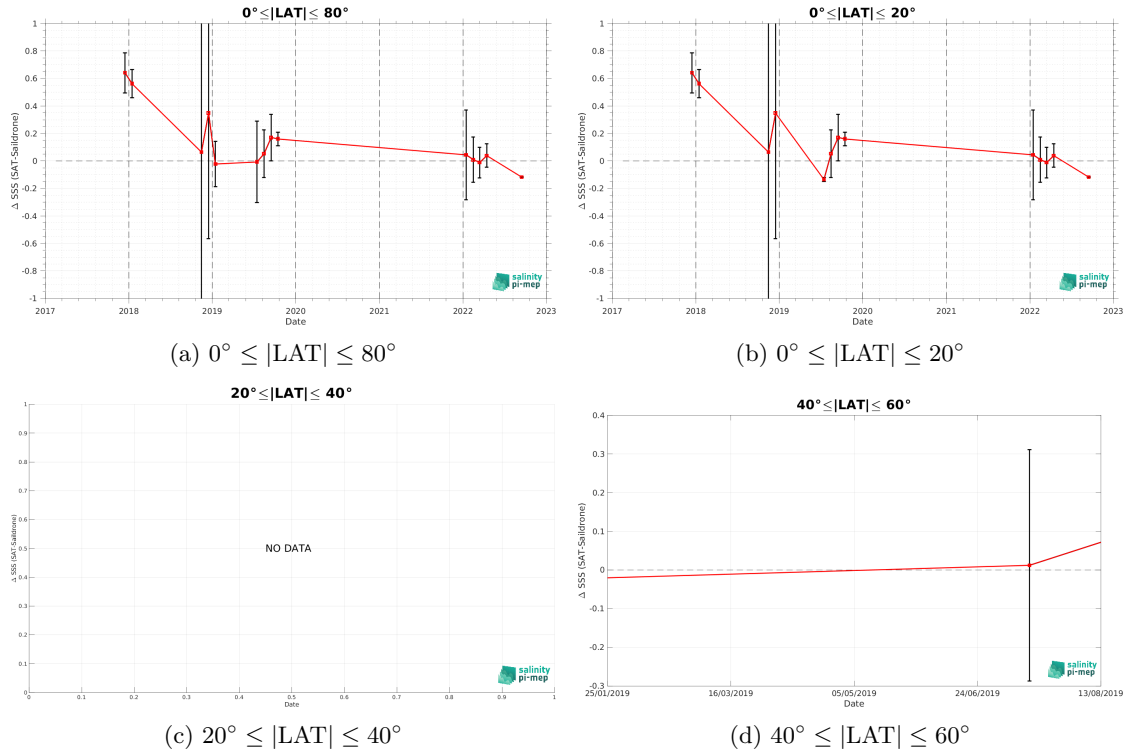 0°≤|LAT|≤ 80°
Δ SSS (SAT-Saildrone)
1
0.8
0.6
0.4
0.2
0
-0.2
-0.4
-0.6
-0.8
-1
2017 2018 2019 2020 2021 2022 2023
Date
salinity
pi-mep
(a) 0° ≤ |LAT| ≤ 80°
0°≤|LAT|≤ 20°
Δ SSS (SAT-Saildrone)
1
0.8
0.6
0.4
0.2
0
-0.2
-0.4
-0.6
-0.8
-1
2017 2018 2019 2020 2021 2022 2023
Date
salinity
pi-mep
(b) 0° ≤ |LAT| ≤ 20°
20°≤|LAT|≤ 40°
Δ SSS (SAT-Saildrone)
1
0.9
0.8
0.7
0.6
0.5
0.4
0.3
0.2
0.1
0
NO DATA
0 0.1 0.2 0.3 0.4 0.5 0.6 0.7 0.8 0.9 1
Date
salinity
pi-mep
(c) 20° ≤ |LAT| ≤ 40°
40°≤|LAT|≤ 60°
Δ SSS (SAT-Saildrone)
0.4
0.3
0.2
0.1
0
-0.1
-0.2
-0.3
25/01/2019 16/03/2019 05/05/2019 24/06/2019 13/08/2019
Date
salinity
pi-mep
(d) 40° ≤ |LAT| ≤ 60°